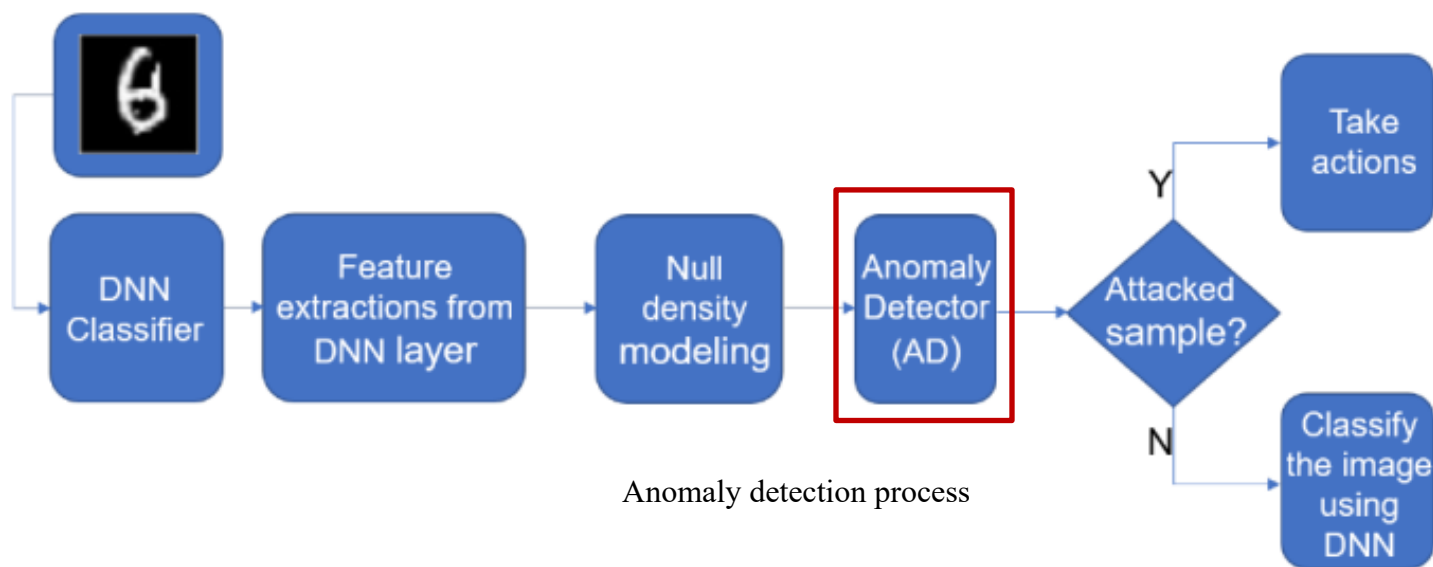 DNN
Classifier
Feature
extractions from
DNN layer
Null
density
modeling
Anomaly
Detector
(AD)
Attacked
sample?
Y
Take
actions
N
Classify
the image
using
DNN
Anomaly detection process